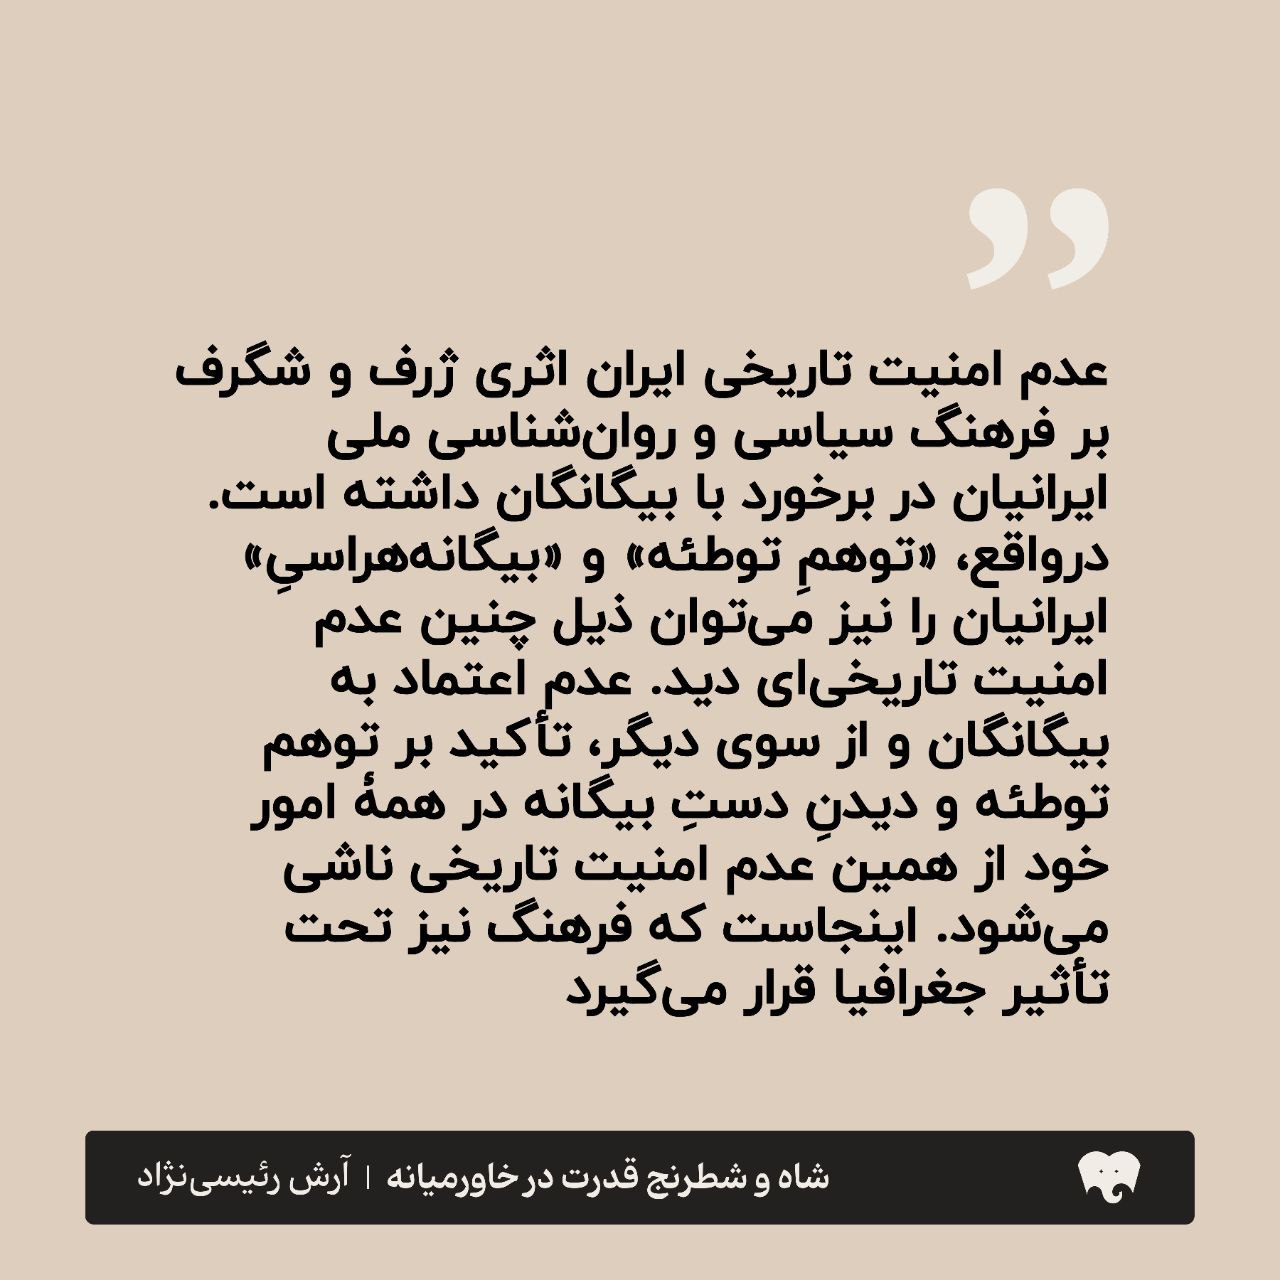 ”
عدم امنیت تاریخی ایران اثری ژرف و شگرف
بر فرهنگ سیاسی و روان‌شناسی ملی
ایرانیان در برخورد با بیگانگان داشته است.
درواقع، «توهمِ توطئه» و «بیگانه‌هراسیِ»
ایرانیان را نیز می‌توان ذیل چنین عدم
امنیت تاریخی‌ای دید. عدم اعتماد به
بیگانگان و از سوی دیگر، تأکید بر توهم
توطئه و دیدنِ دستِ بیگانه در همهٔ امور
خود از همین عدم امنیت تاریخی ناشی
می‌شود. اینجاست که فرهنگ نیز تحت
تأثیر جغرافیا قرار می‌گیرد
شاه و شطرنج قدرت در خاورمیانه | آرش رئیسی‌نژاد